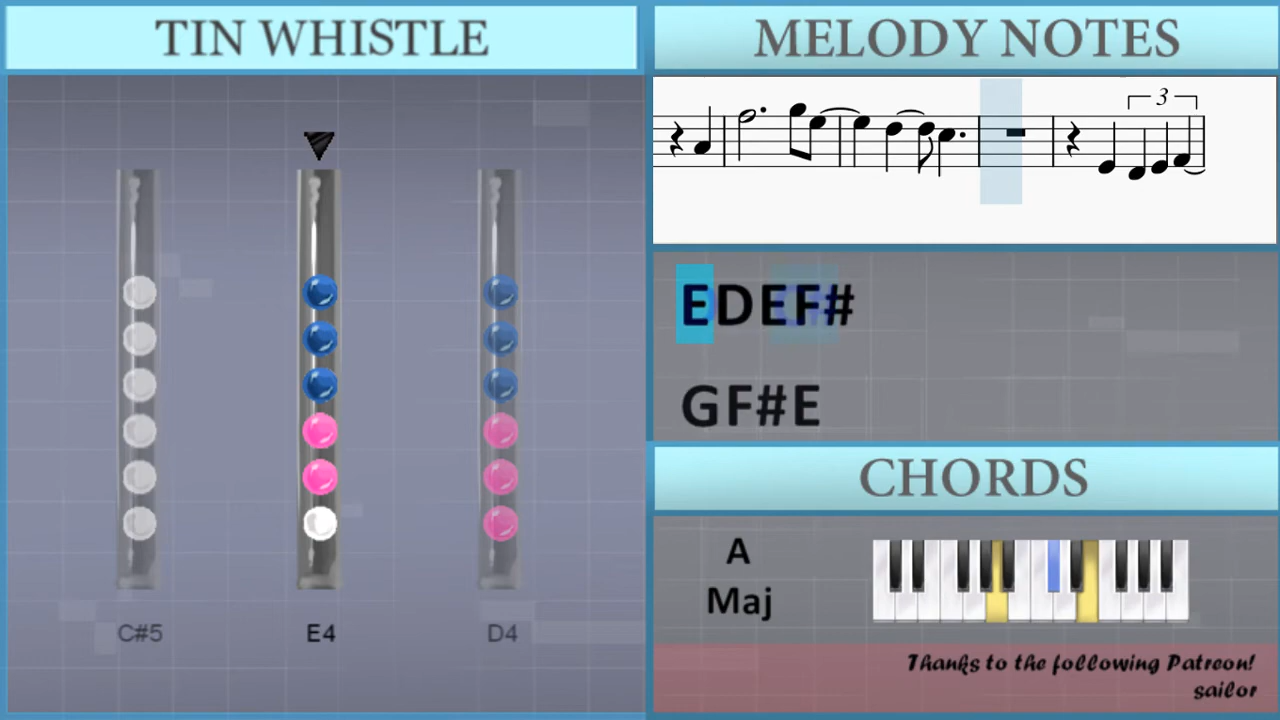 TIN WHISTLE
C#5 E4 D4
MELODY NOTES
3
EDEF#
GF#E
CHORDS
A
Maj
Thanks to the following Patreon!
sailor